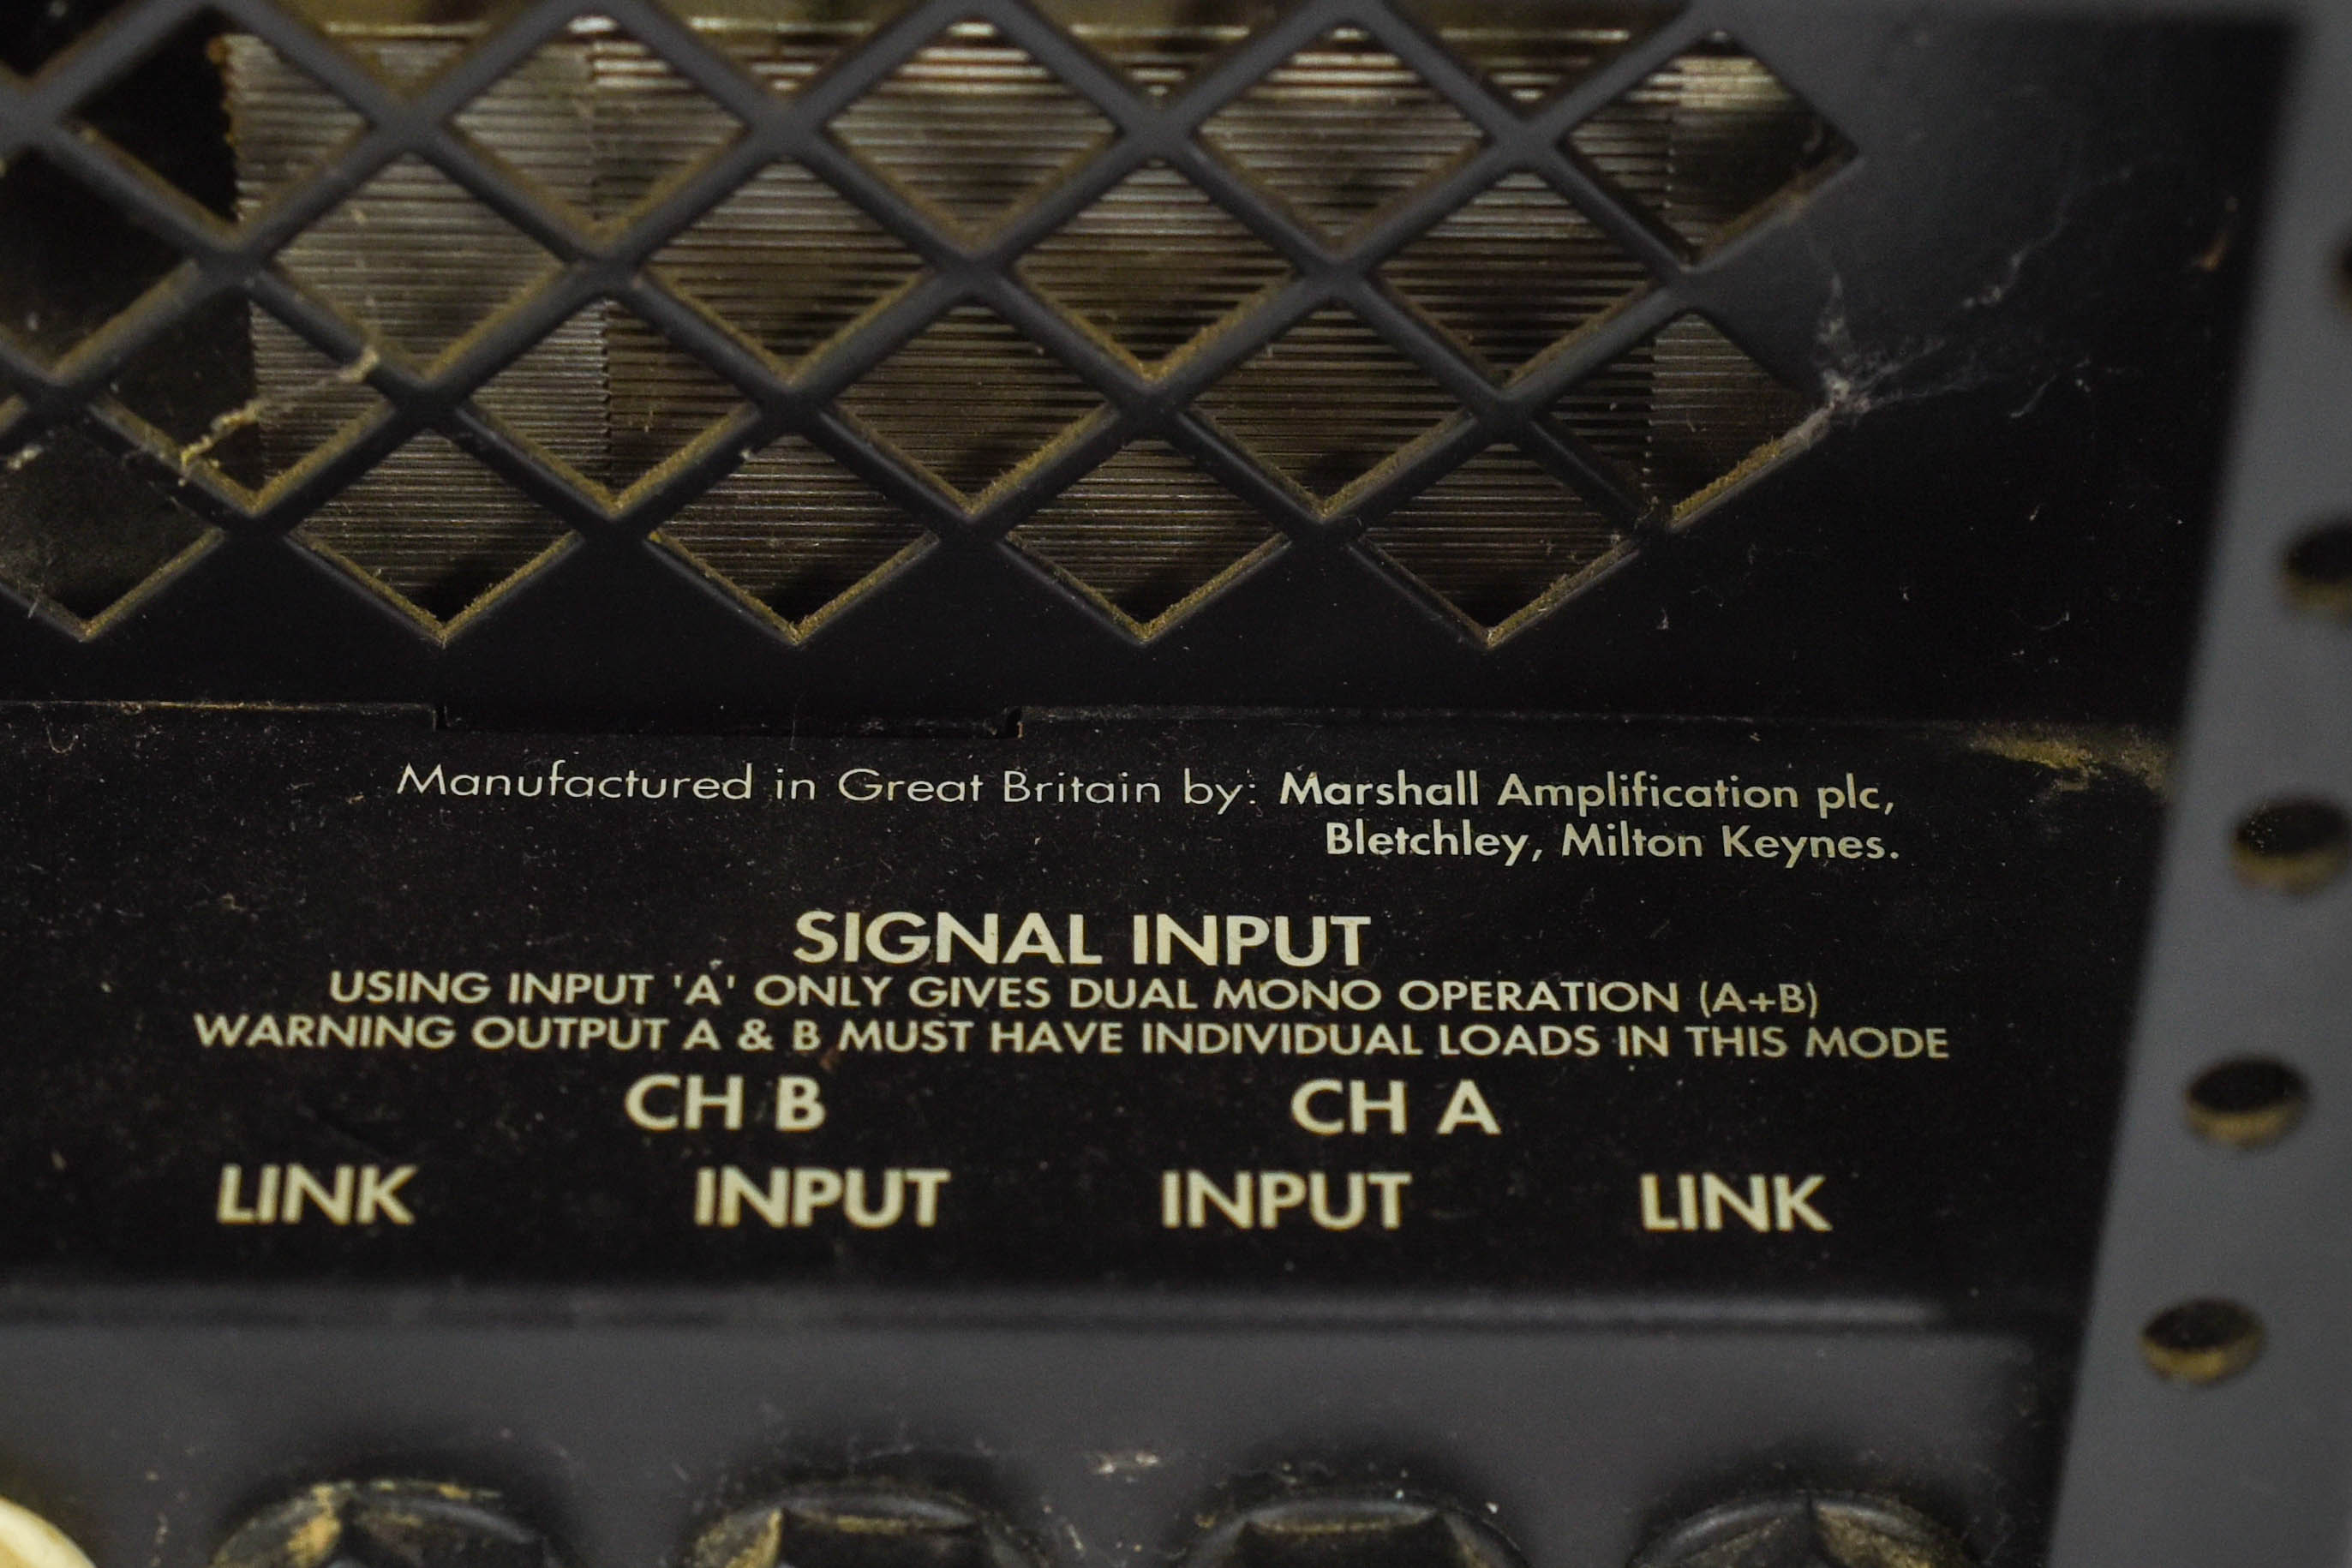 Manufactured in Great Britain by: Marshall Amplification plc,
Bletchley, Milton Keynes.
SIGNAL INPUT
USING INPUT 'A' ONLY GIVES DUAL MONO OPERATION (A+B)
WARNING OUTPUT A & B MUST HAVE INDIVIDUAL LOADS IN THIS MODE
CH B CH A
LINK INPUT INPUT LINK